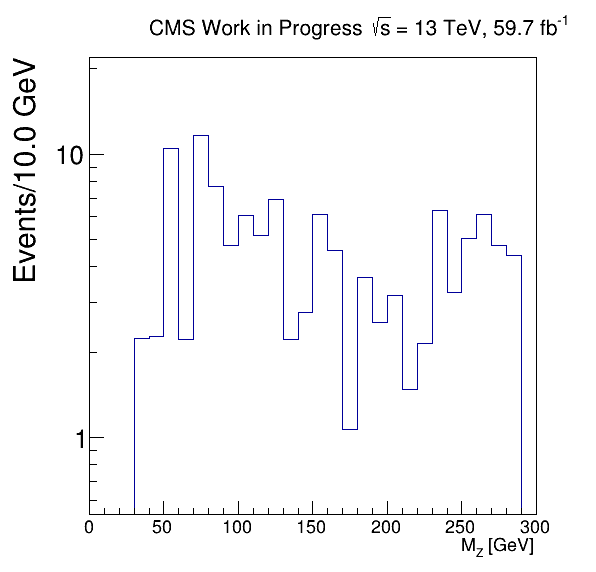 CMS Work in Progress √s = 13 TeV, 59.7 fb⁻¹
Events/10.0 GeV
10
1
0 50 100 150 200 250 300
M_Z [GeV]